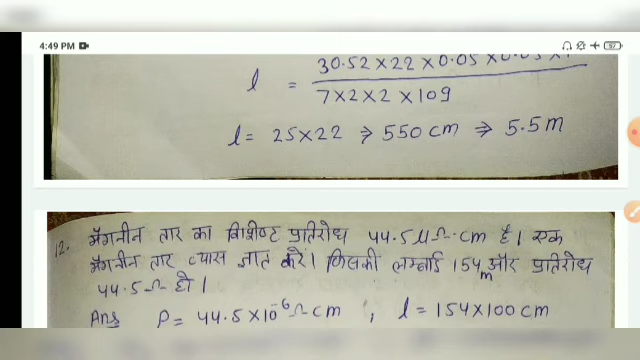 4:49 PM
30.52 × 22 × 0.05 ×
l = 7 × 2 × 2 × 109
l = 25 × 22 ⇒ 550 cm ⇒ 5.5 m
12. मैगनीन तार का विशीष्ट प्रतिरोध 44.5 μΩ·cm है। एक
मैगनीन तार व्यास ज्ञात करें। जिसकी लम्बाई 154 m और प्रतिरोध
44.5 Ω हो।
Ans ρ = 44.5 × 10⁻⁶ Ω cm , l = 154 × 100 cm